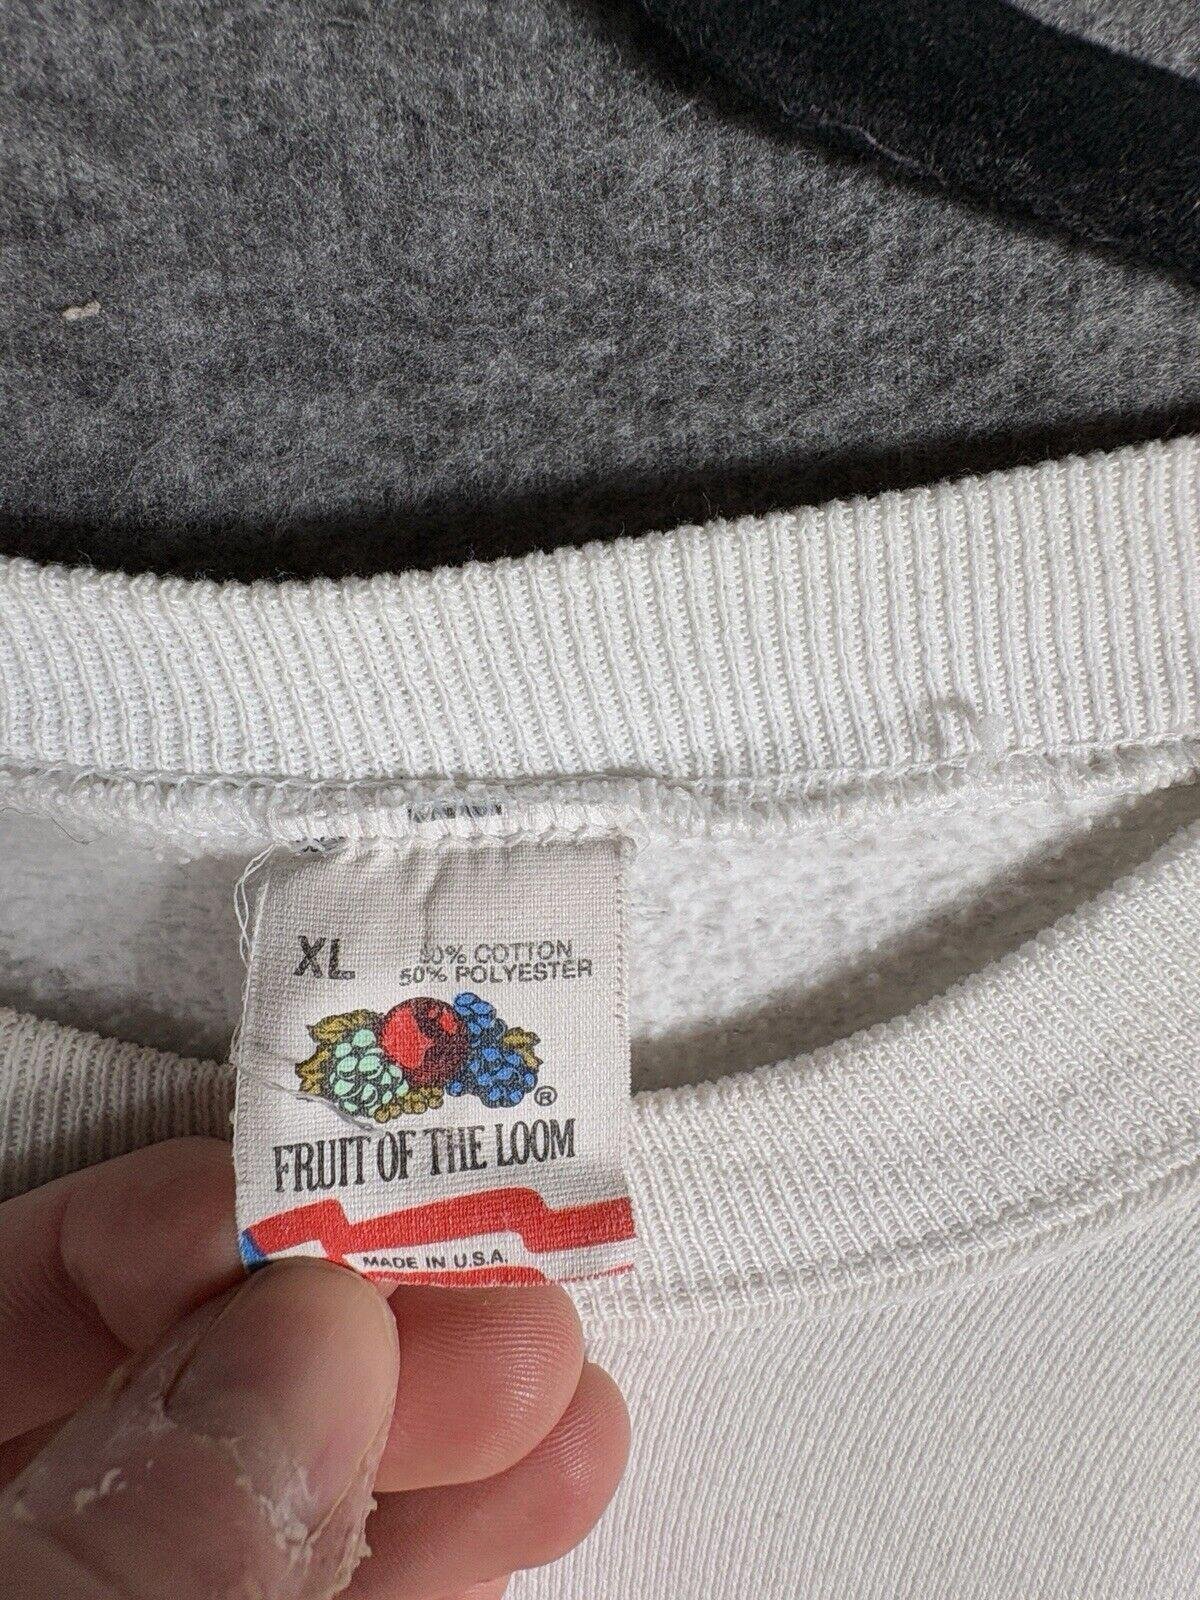 XL
50% COTTON
50% POLYESTER
®
FRUIT OF THE LOOM
MADE IN U.S.A.